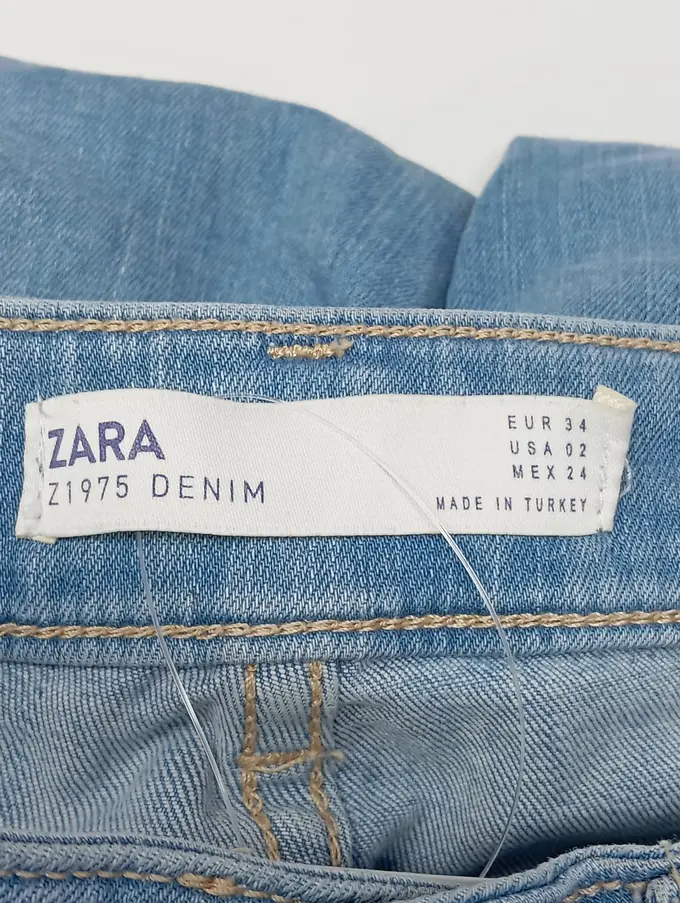 ZARA
Z1975 DENIM
EUR 34
USA 02
MEX 24
MADE IN TURKEY